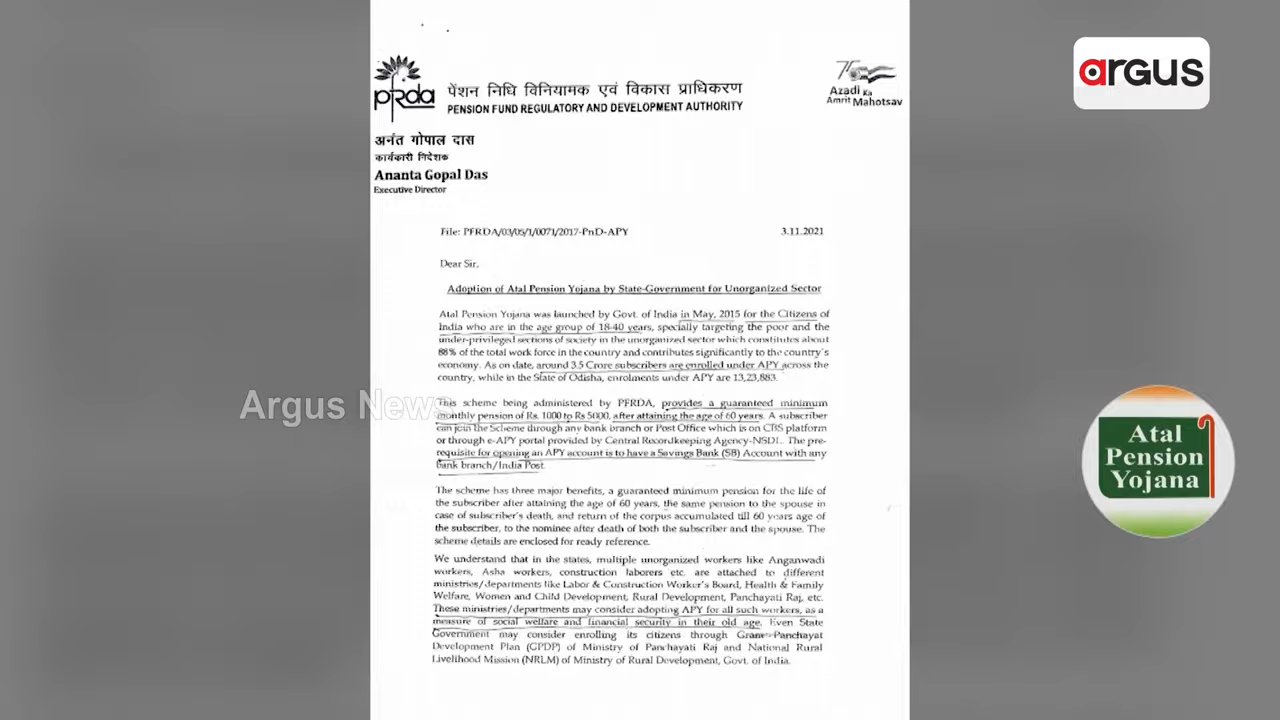 prda
पेंशन निधि विनियामक एवं विकास प्राधिकरण
PENSION FUND REGULATORY AND DEVELOPMENT AUTHORITY
75
Azadi Ka
Amrit Mahotsav
argus
अनंत गोपाल दास
कार्यकारी निदेशक
Ananta Gopal Das
Executive Director
File: PFRDA/03/05/1/0071/2017-PnD-APY
3.11.2021
Dear Sir,
Adoption of Atal Pension Yojana by State-Government for Unorganized Sector
Atal Pension Yojana was launched by Govt. of India in May, 2015 for the Citizens of
India who are in the age group of 18-40 years, specially targeting the poor and the
under-privileged sections of society in the unorganized sector which constitutes about
88% of the total work force in the country and contributes significantly to the country's
economy. As on date, around 3.5 Crore subscribers are enrolled under APY across the
country, while in the State of Odisha, enrolments under APY are 13,23,883.
This scheme being administered by PFRDA, provides a guaranteed minimum
monthly pension of Rs. 1000 to Rs 5000, after attaining the age of 60 years. A subscriber
can join the Scheme through any bank branch or Post Office which is on CBS platform
or through e-APY portal provided by Central Recordkeeping Agency-NSDL. The pre-
requisite for opening an APY account is to have a Savings Bank (SB) Account with any
bank branch/India Post.
The scheme has three major benefits, a guaranteed minimum pension for the life of
the subscriber after attaining the age of 60 years, the same pension to the spouse in
case of subscriber's death, and return of the corpus accumulated till 60 years age of
the subscriber, to the nominee after death of both the subscriber and the spouse. The
scheme details are enclosed for ready reference.
We understand that in the states, multiple unorganized workers like Anganwadi
workers, Asha workers, construction laborers etc. are attached to different
ministries/departments like Labor & Construction Worker's Board, Health & Family
Welfare, Women and Child Development, Rural Development, Panchayati Raj, etc.
These ministries/departments may consider adopting APY for all such workers, as a
measure of social welfare and financial security in their old age. Even State
Government may consider enrolling its citizens through Gram Panchayat
Development Plan (GPDP) of Ministry of Panchayati Raj and National Rural
Livelihood Mission (NRLM) of Ministry of Rural Development, Govt. of India.
Argus News
Atal
Pension
Yojana